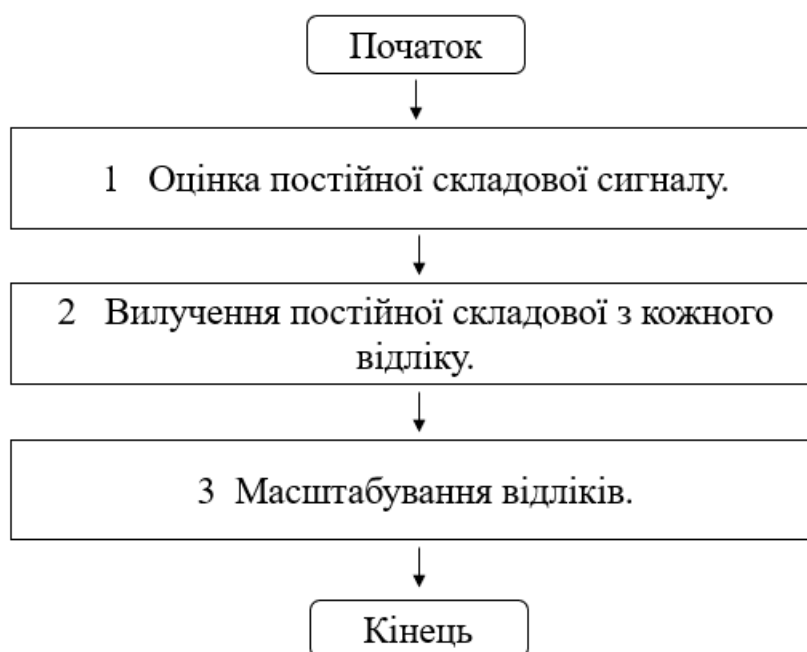 Початок
1 Оцінка постійної складової сигналу.
2 Вилучення постійної складової з кожного
відліку.
3 Масштабування відліків.
Кінець